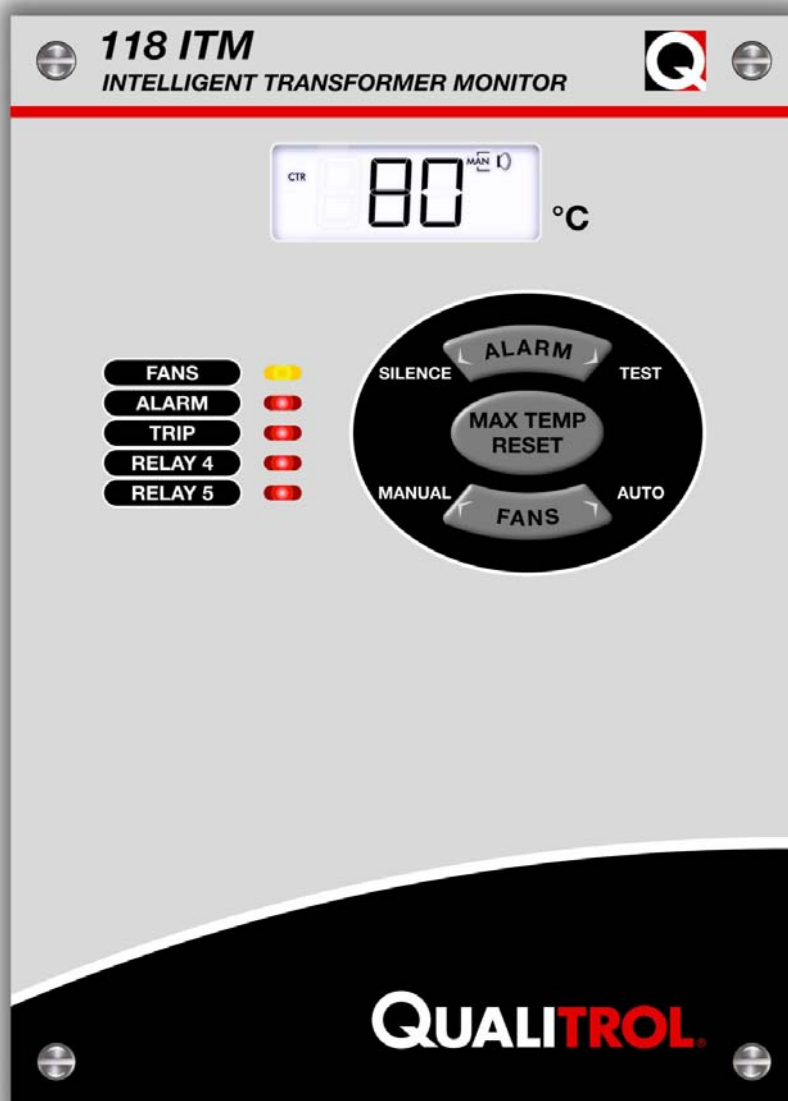 118 ITM
INTELLIGENT TRANSFORMER MONITOR
Q
CTR 80 MAN
°C
FANS
ALARM
TRIP
RELAY 4
RELAY 5
ALARM
SILENCE TEST
MAX TEMP
RESET
MANUAL AUTO
FANS
QUALITROL®